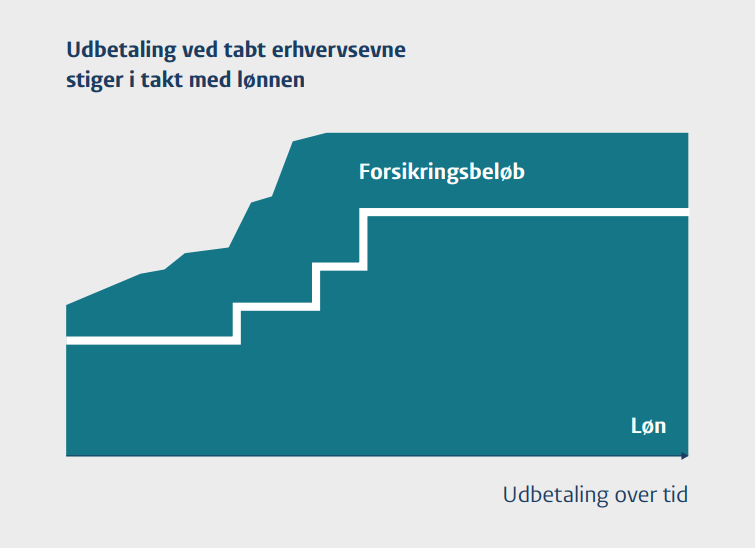 Udbetaling ved tabt erhvervsevne
stiger i takt med lønnen
Forsikringsbeløb
Løn
Udbetaling over tid